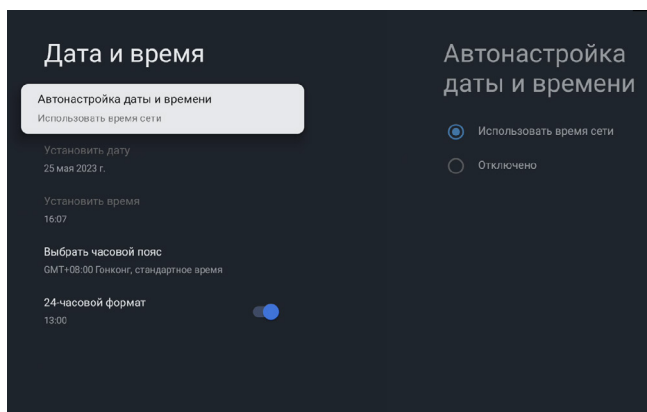 Дата и время
Автонастройка даты и времени
Использовать время сети
Установить дату
25 мая 2023 г.
Установить время
16:07
Выбрать часовой пояс
GMT+08:00 Гонконг, стандартное время
24-часовой формат
13:00
Автонастройка
даты и времени
Использовать время сети
Отключено